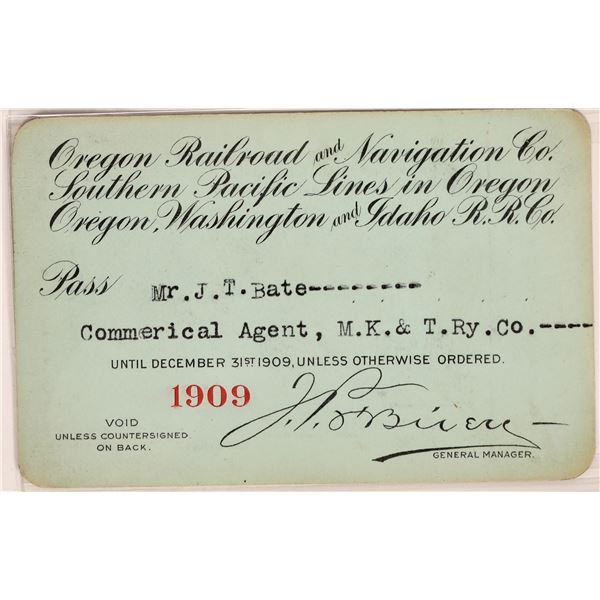 Oregon Railroad and Navigation Co.
Southern Pacific Lines in Oregon
Oregon, Washington and Idaho R.R.Co.
Pass Mr.J.T.Bate--------
Commerical Agent, M.K.& T.Ry.Co.----
UNTIL DECEMBER 31ST 1909, UNLESS OTHERWISE ORDERED.
1909
VOID
UNLESS COUNTERSIGNED
ON BACK.
J.P. O'Brien
GENERAL MANAGER.